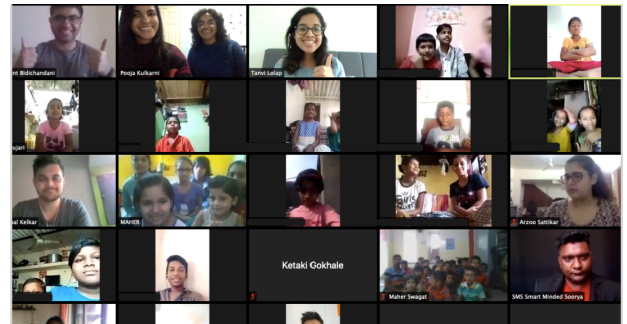 nt Bidichandani
Pooja Kulkarni
Tanvi Lolap
ujari
al Kelkar
MAHER
Arzoo Sattikar
Ketaki Gokhale
Maher Swagat
SMS Smart Minded Soorya